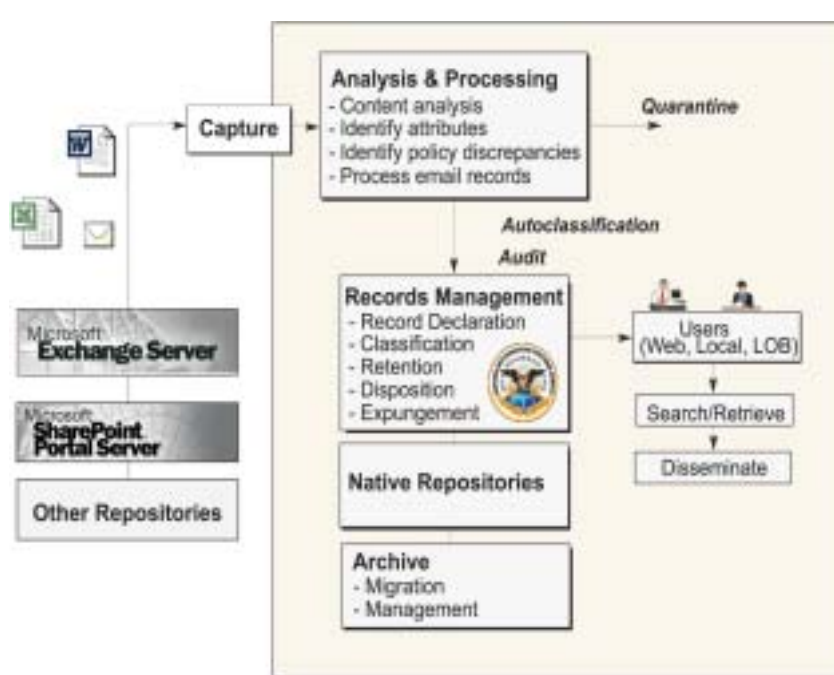 Capture
Analysis & Processing
- Content analysis
- Identify attributes
- Identify policy discrepancies
- Process email records
Quarantine
Autoclassification
Audit
Microsoft
Exchange Server
Microsoft
SharePoint
Portal Server
Other Repositories
Records Management
- Record Declaration
- Classification
- Retention
- Disposition
- Expungement
Users
(Web, Local, LOB)
Search/Retrieve
Disseminate
Native Repositories
Archive
- Migration
- Management